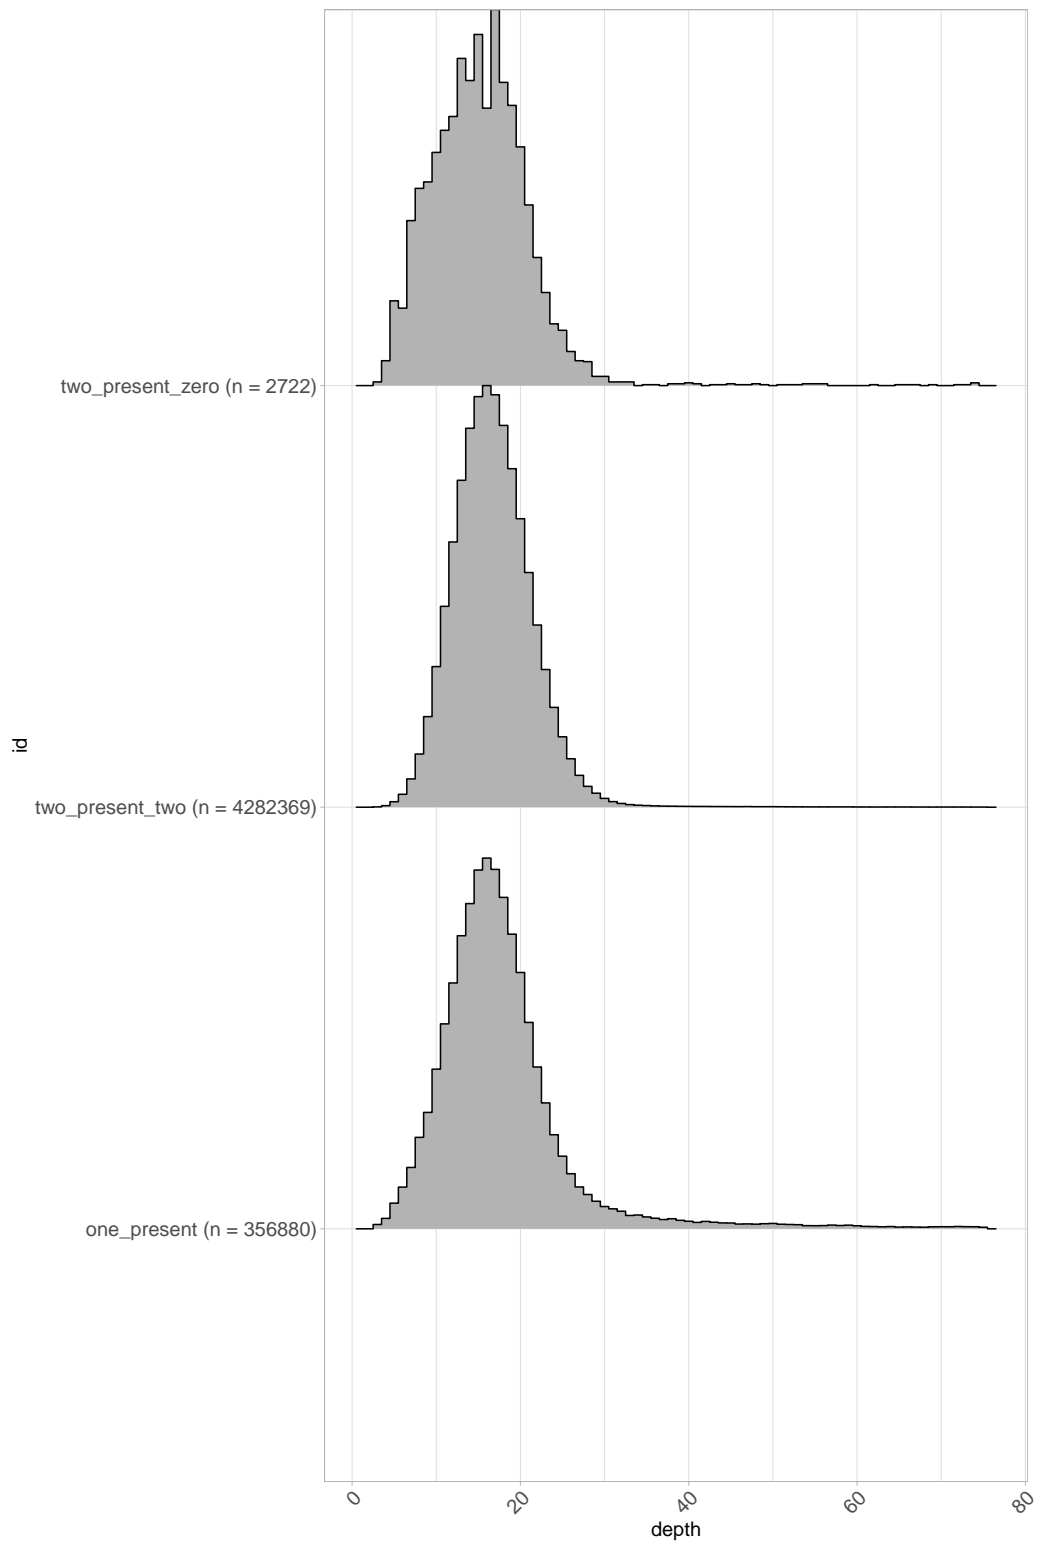 two_present_zero (n = 2722)
id
two_present_two (n = 4282369)
one_present (n = 356880)
0
20
40
60
80
depth